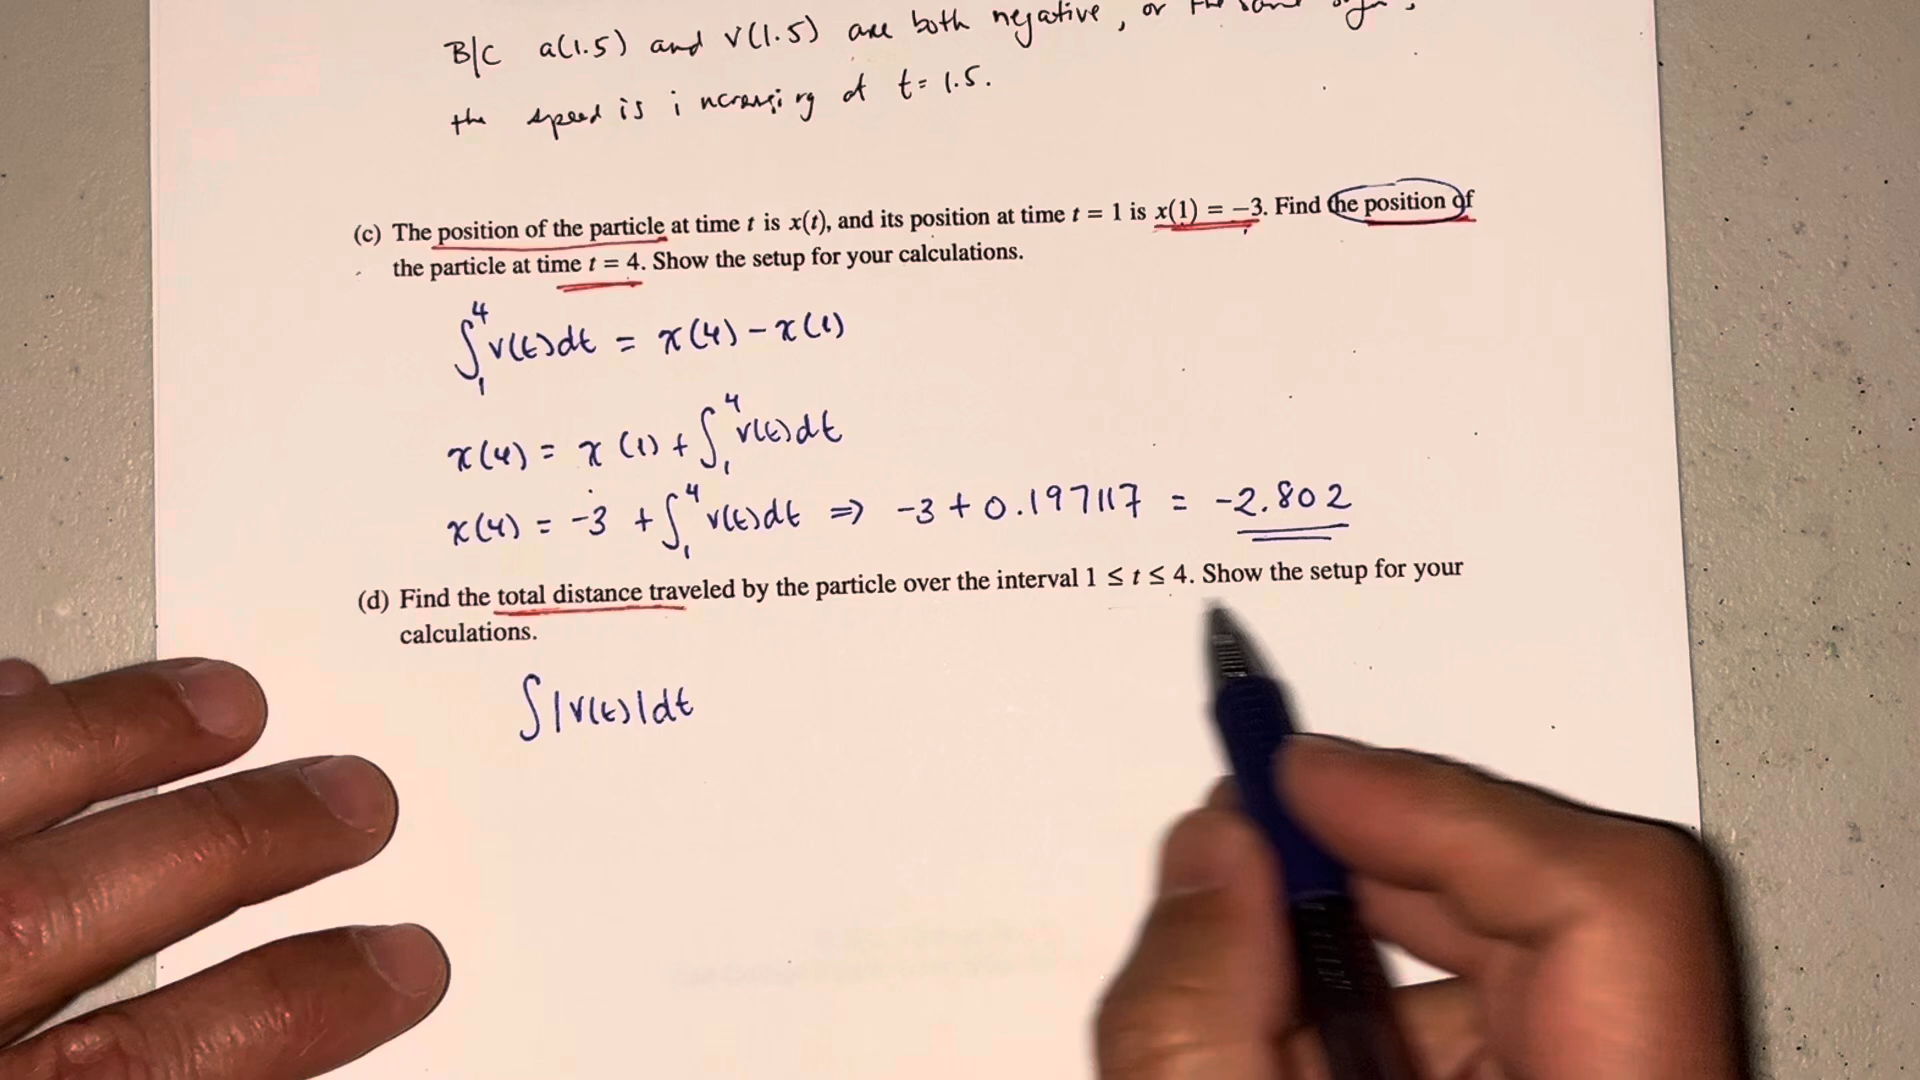 B/C a(1.5) and v(1.5) are both negative, or
the speed is increasing at t = 1.5.
(c) The position of the particle at time t is x(t), and its position at time t = 1 is x(1) = −3. Find the position of
the particle at time t = 4. Show the setup for your calculations.
∫₁⁴ v(t)dt = x(4) − x(1)
x(4) = x(1) + ∫₁⁴ v(t)dt
x(4) = -3 + ∫₁⁴ v(t)dt ⇒ -3 + 0.197117 = -2.802
(d) Find the total distance traveled by the particle over the interval 1 ≤ t ≤ 4. Show the setup for your
calculations.
∫|v(t)|dt